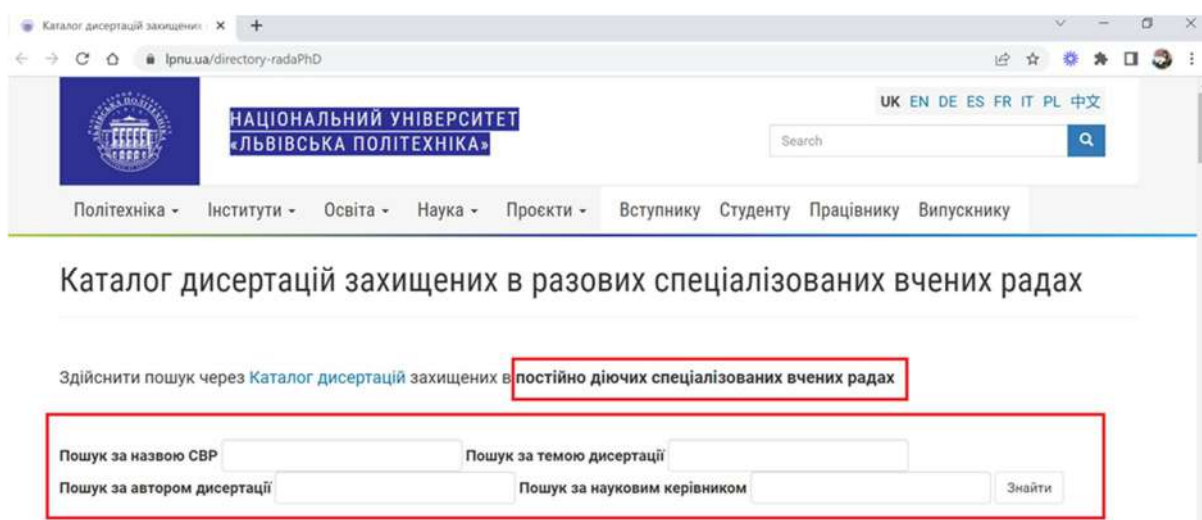 Каталог дисертацій захищених
lpnu.ua/directory-radaPhD
UK EN DE ES FR IT PL 中文
НАЦІОНАЛЬНИЙ УНІВЕРСИТЕТ
«ЛЬВІВСЬКА ПОЛІТЕХНІКА»
Search
Політехніка Інститути Освіта Наука Проєкти Вступнику Студенту Працівнику Випускнику
Каталог дисертацій захищених в разових спеціалізованих вчених радах
Здійснити пошук через Каталог дисертацій захищених в постійно діючих спеціалізованих вчених радах
Пошук за назвою СВР Пошук за темою дисертації
Пошук за автором дисертації Пошук за науковим керівником Знайти